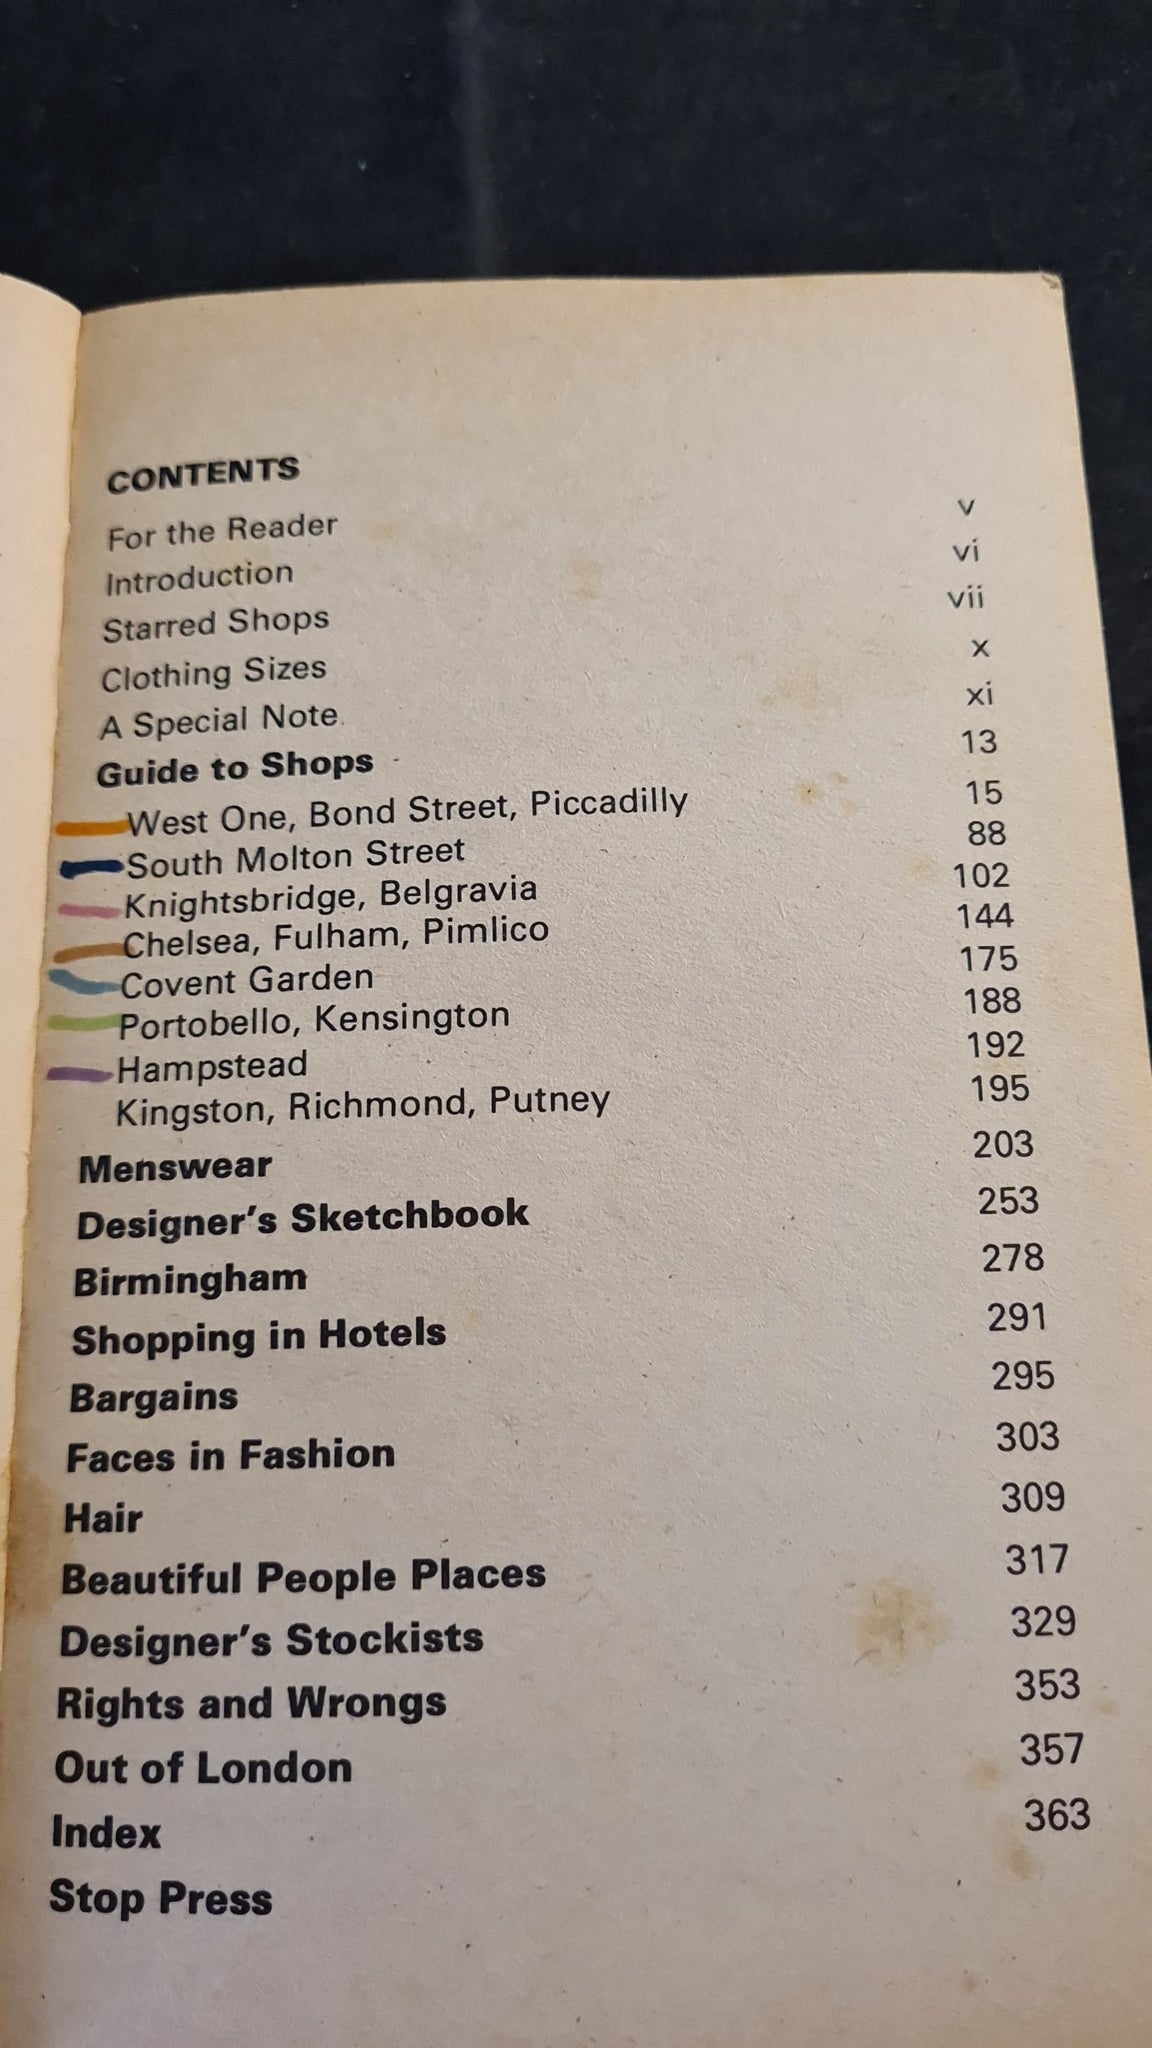 CONTENTS
For the Reader v
Introduction vi
Starred Shops vii
Clothing Sizes x
A Special Note xi
Guide to Shops 13
West One, Bond Street, Piccadilly 15
South Molton Street 88
Knightsbridge, Belgravia 102
Chelsea, Fulham, Pimlico 144
Covent Garden 175
Portobello, Kensington 188
Hampstead 192
Kingston, Richmond, Putney 195
Menswear 203
Designer's Sketchbook 253
Birmingham 278
Shopping in Hotels 291
Bargains 295
Faces in Fashion 303
Hair 309
Beautiful People Places 317
Designer's Stockists 329
Rights and Wrongs 353
Out of London 357
Index 363
Stop Press